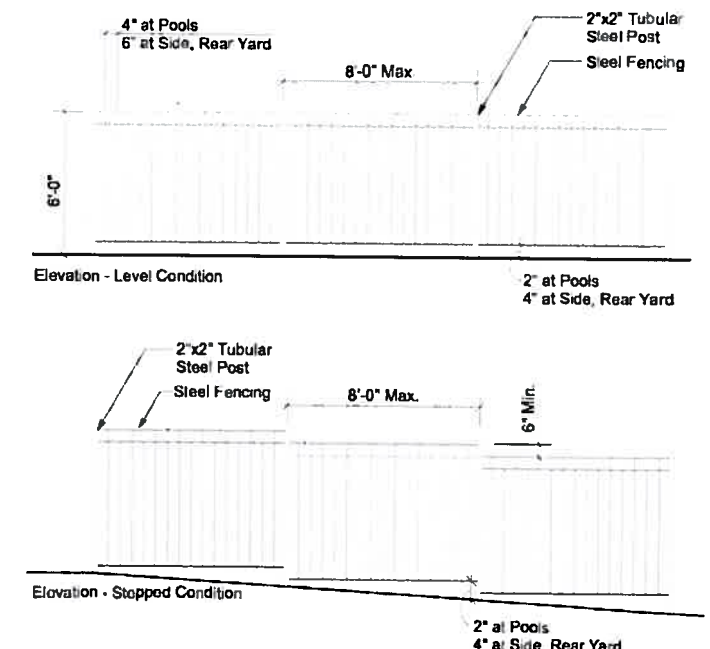 4" at Pools
6" at Side, Rear Yard
2"x2" Tubular
Steel Post
Steel Fencing
8'-0" Max
6'-0"
Elevation - Level Condition
2" at Pools
4" at Side, Rear Yard
2"x2" Tubular
Steel Post
Steel Fencing
8'-0" Max.
6" Min.
Elevation - Stepped Condition
2" at Pools
4" at Side, Rear Yard